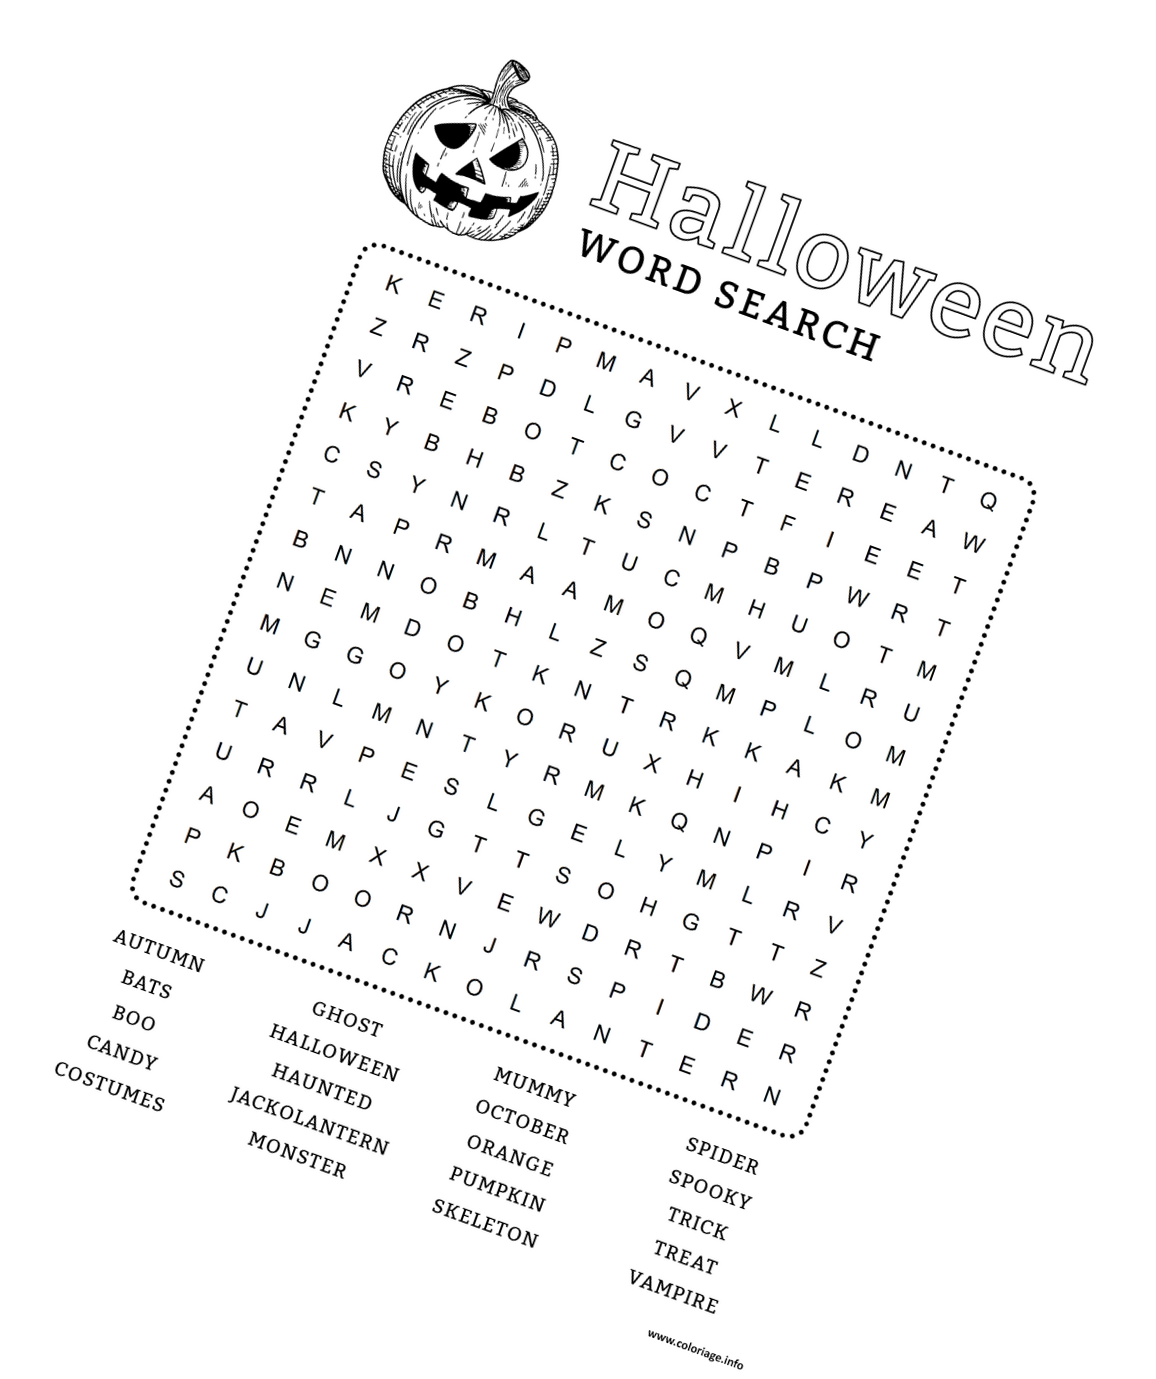 Halloween
WORD SEARCH
K E R I P M A V X L L D N T Q
Z R Z P D L G V V T E R E A W
V R E B O T C O C T F I E E T
K Y B H B Z K S N P B P W R T
C S Y N R L T U C M H U O T M
T A P R M A A M O Q V M L R U
B N N O B H L Z S Q M P L O M
N E M D O T K N T R K K A K M
M G G O Y K O R U X H I H C Y
U N L M N T Y R M K Q N P I R
T A V P E S L G E L Y M L R V
U R R L J G T T S O H G T T Z
A O E M X X V E W D R T B W R
P K B O O R N J R S P I D E R
S C J J A C K O L A N T E R N
AUTUMN
BATS
BOO
CANDY
COSTUMES
GHOST
HALLOWEEN
HAUNTED
JACKOLANTERN
MONSTER
MUMMY
OCTOBER
ORANGE
PUMPKIN
SKELETON
SPIDER
SPOOKY
TRICK
TREAT
VAMPIRE
www.coloriage.info